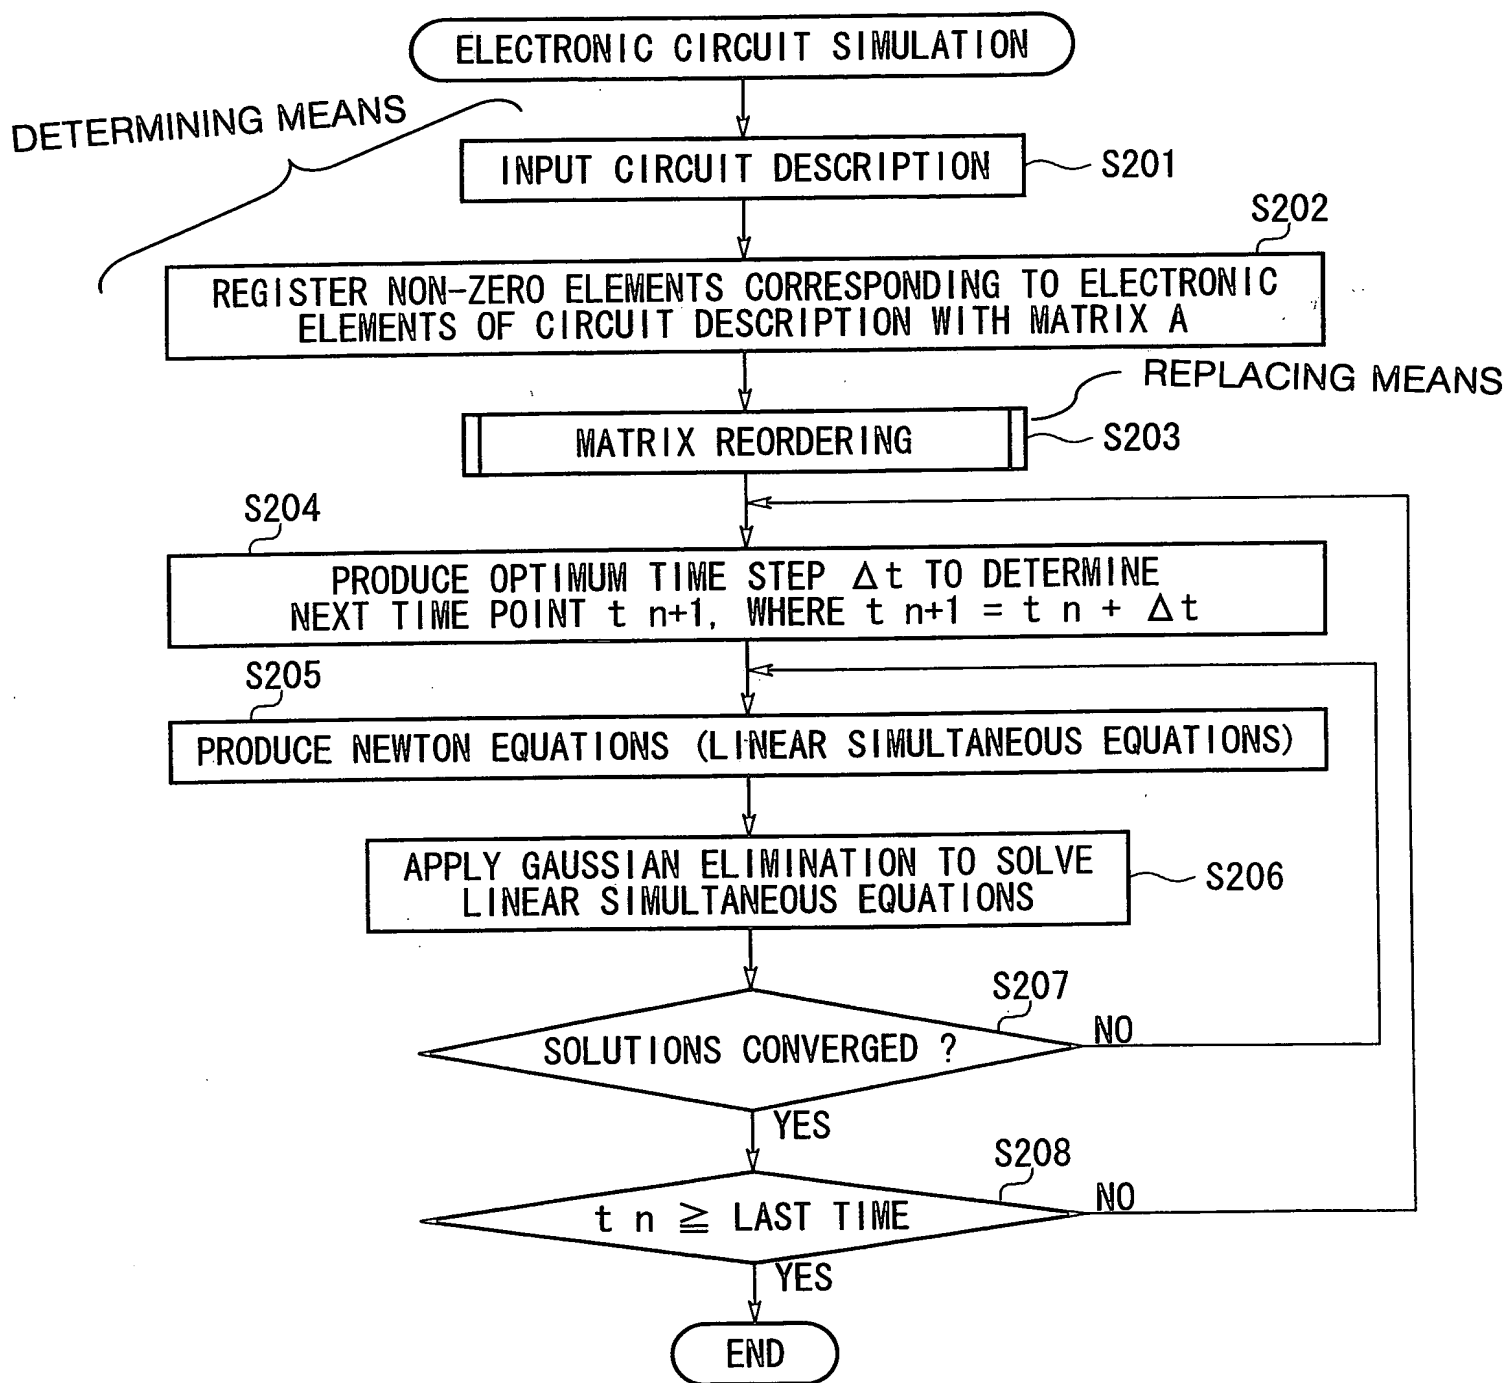 ELECTRONIC CIRCUIT SIMULATION
DETERMINING MEANS
INPUT CIRCUIT DESCRIPTION
S201
S202
REGISTER NON-ZERO ELEMENTS CORRESPONDING TO ELECTRONIC
ELEMENTS OF CIRCUIT DESCRIPTION WITH MATRIX A
REPLACING MEANS
MATRIX REORDERING
S203
S204
PRODUCE OPTIMUM TIME STEP Δt TO DETERMINE
NEXT TIME POINT t n+1, WHERE t n+1 = t n + Δt
S205
PRODUCE NEWTON EQUATIONS (LINEAR SIMULTANEOUS EQUATIONS)
APPLY GAUSSIAN ELIMINATION TO SOLVE
LINEAR SIMULTANEOUS EQUATIONS
S206
S207
SOLUTIONS CONVERGED ?
NO
YES
S208
t n ≧ LAST TIME
NO
YES
END